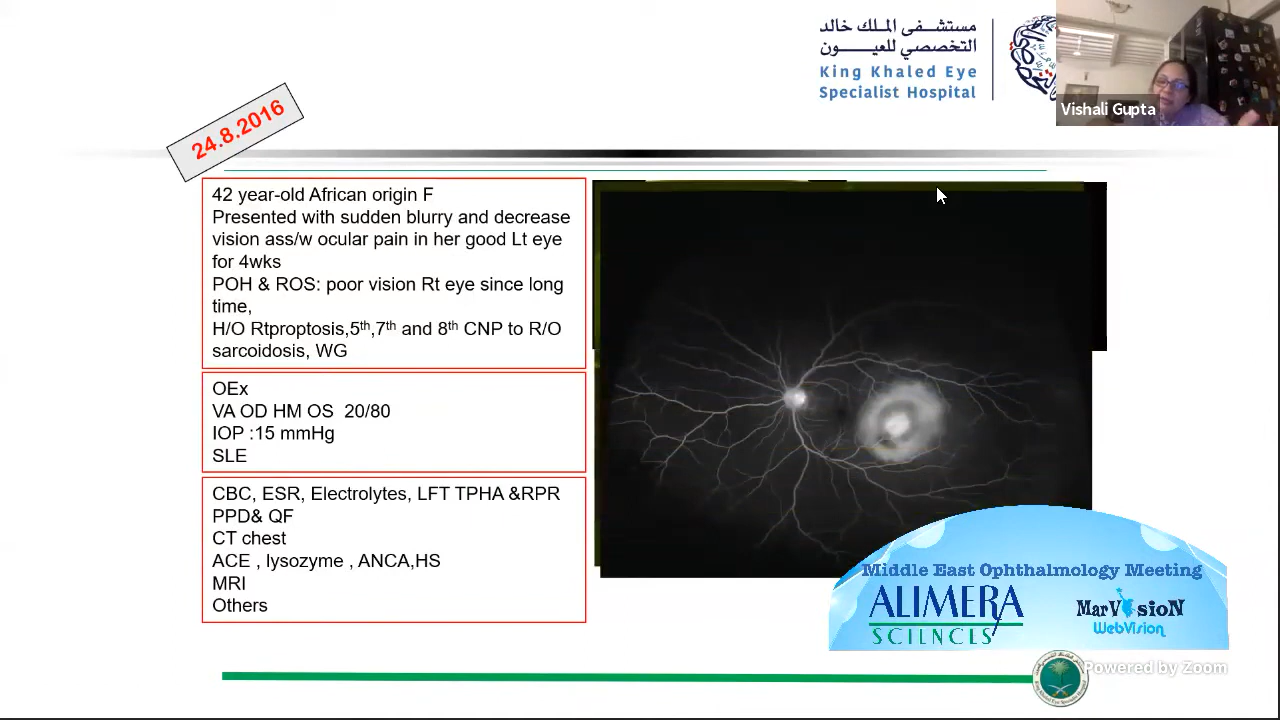 مستشفى الملك خالد
التخصصي للعيون
King Khaled Eye
Specialist Hospital
Vishali Gupta
24.8.2016
42 year-old African origin F
Presented with sudden blurry and decrease
vision ass/w ocular pain in her good Lt eye
for 4wks
POH & ROS: poor vision Rt eye since long
time,
H/O Rtproptosis,5th,7th and 8th CNP to R/O
sarcoidosis, WG
OEx
VA OD HM OS 20/80
IOP :15 mmHg
SLE
CBC, ESR, Electrolytes, LFT TPHA &RPR
PPD& QF
CT chest
ACE , lysozyme , ANCA,HS
MRI
Others
Middle East Ophthalmology Meeting
ALIMERA
SCIENCES
MarVisioN
WebVision
Powered by Zoom